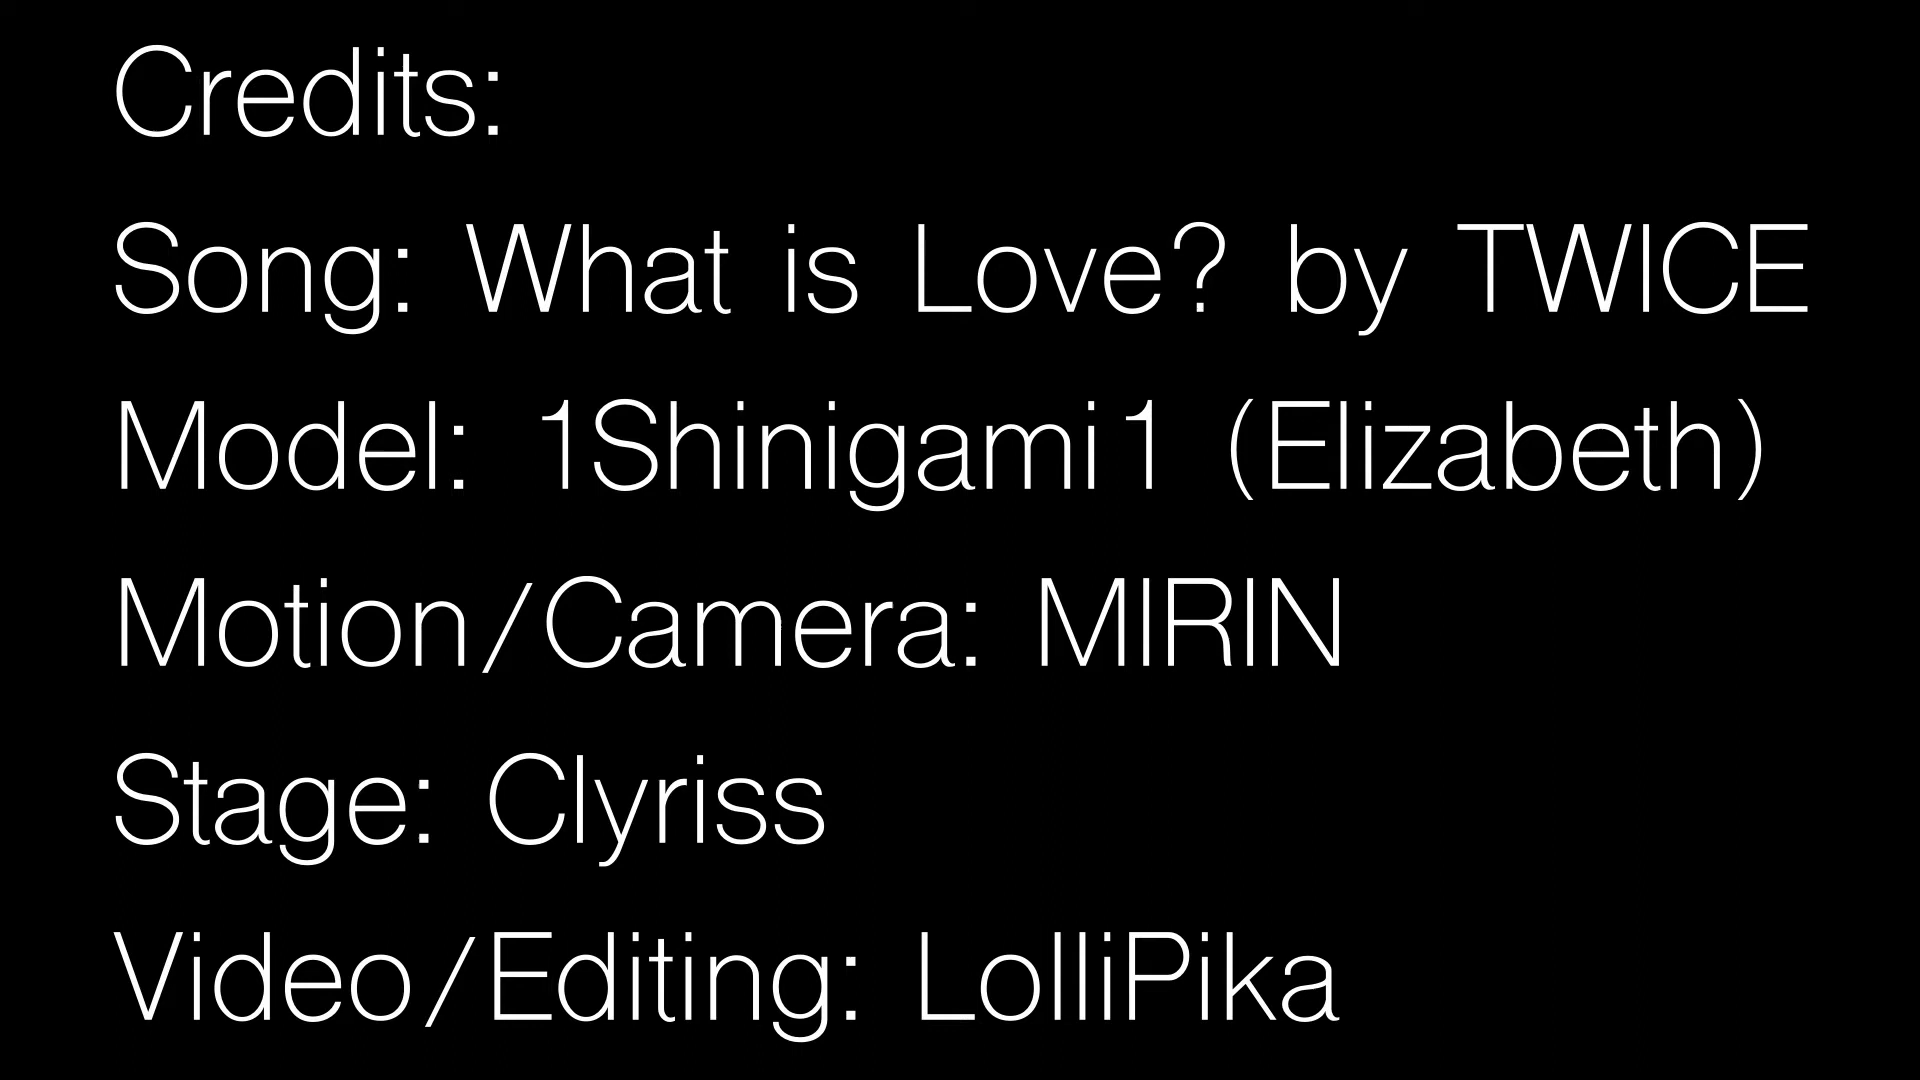 Credits:
Song: What is Love? by TWICE
Model: 1Shinigami1 (Elizabeth)
Motion/Camera: MIRIN
Stage: Clyriss
Video/Editing: LolliPika